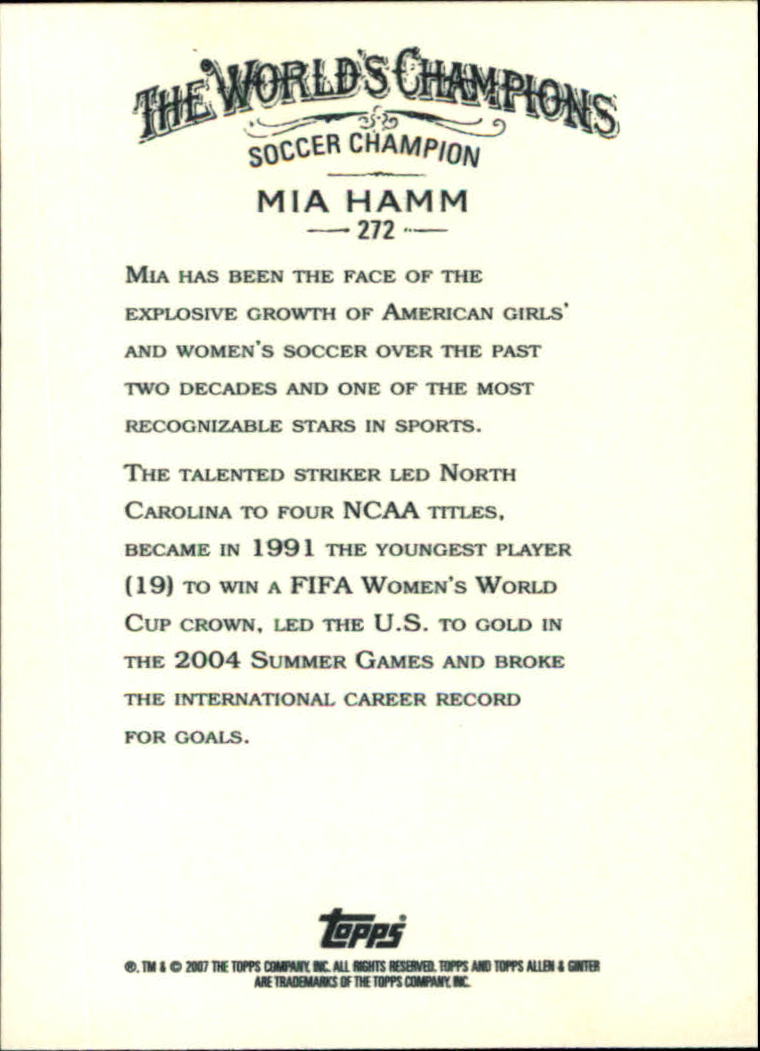 THE WORLD'S CHAMPIONS
SOCCER CHAMPION
MIA HAMM
272
MIA HAS BEEN THE FACE OF THE
EXPLOSIVE GROWTH OF AMERICAN GIRLS'
AND WOMEN'S SOCCER OVER THE PAST
TWO DECADES AND ONE OF THE MOST
RECOGNIZABLE STARS IN SPORTS.
THE TALENTED STRIKER LED NORTH
CAROLINA TO FOUR NCAA TITLES,
BECAME IN 1991 THE YOUNGEST PLAYER
(19) TO WIN A FIFA WOMEN'S WORLD
CUP CROWN, LED THE U.S. TO GOLD IN
THE 2004 SUMMER GAMES AND BROKE
THE INTERNATIONAL CAREER RECORD
FOR GOALS.
topps®
®, TM & © 2007 THE TOPPS COMPANY, INC. ALL RIGHTS RESERVED. TOPPS AND TOPPS ALLEN & GINTER
ARE TRADEMARKS OF THE TOPPS COMPANY, INC.